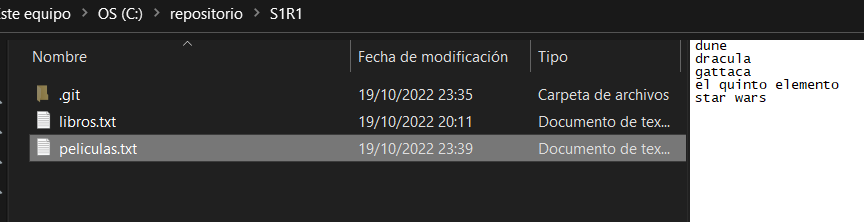 Este equipo > OS (C:) > repositorio > S1R1
Nombre Fecha de modificación Tipo
.git 19/10/2022 23:35 Carpeta de archivos
libros.txt 19/10/2022 20:11 Documento de tex...
peliculas.txt 19/10/2022 23:39 Documento de tex...
dune
dracula
gattaca
el quinto elemento
star wars